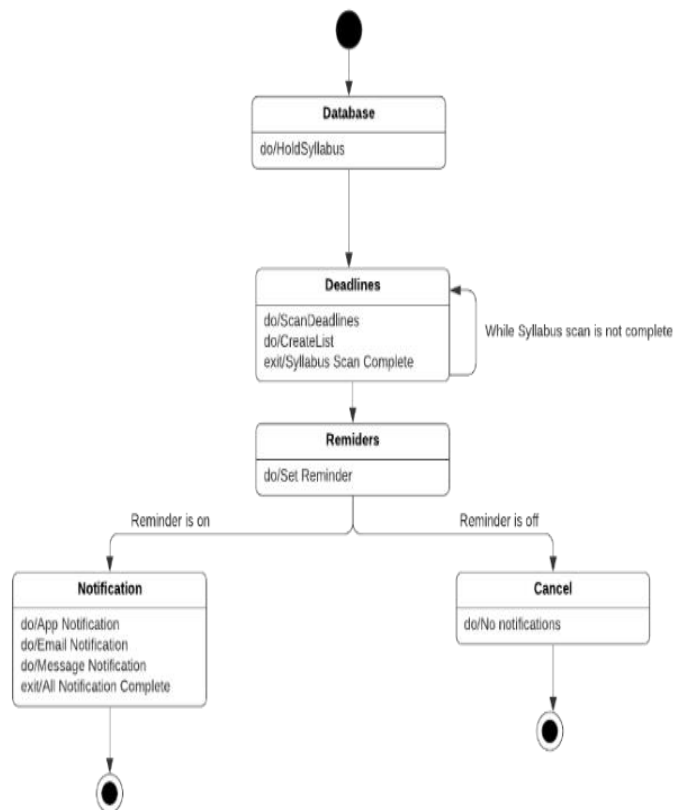 Database
do/HoldSyllabus
Deadlines
do/ScanDeadlines
do/CreateList
exit/Syllabus Scan Complete
While Syllabus scan is not complete
Remiders
do/Set Reminder
Reminder is on
Reminder is off
Notification
do/App Notification
do/Email Notification
do/Message Notification
exit/All Notification Complete
Cancel
do/No notifications